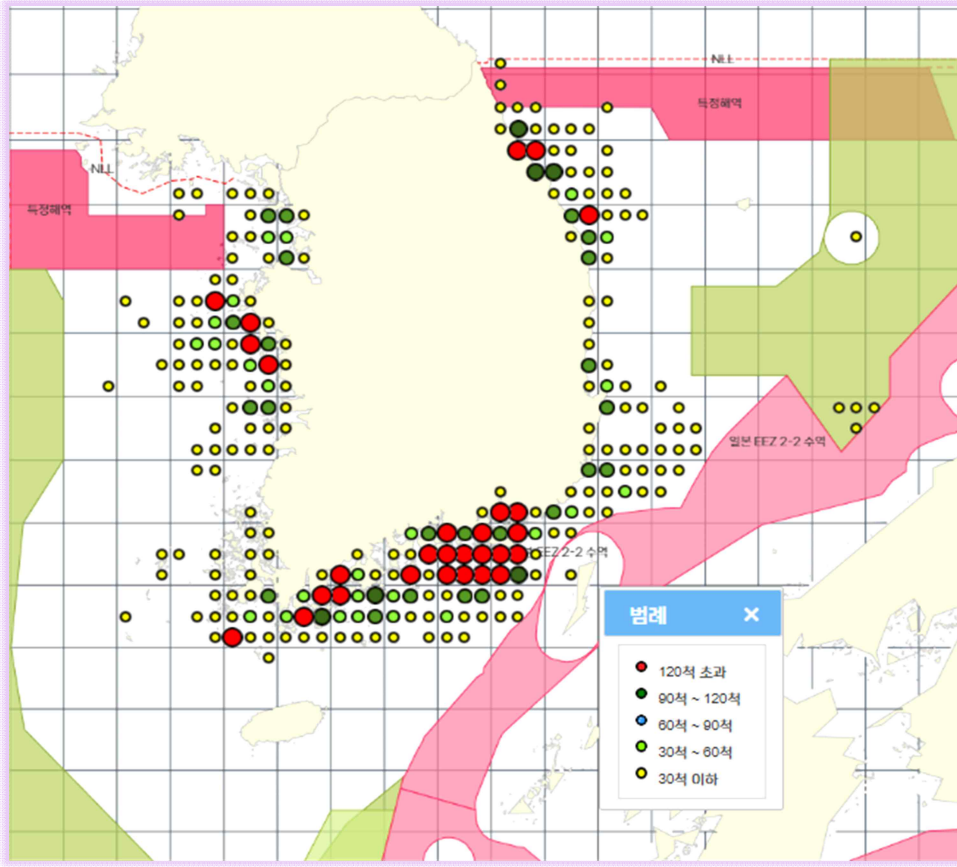 NLL
특정해역
NLL
특정해역
일본 EEZ 2-2 수역
EEZ 2-2 수역
범례
120척 초과
90척 ~ 120척
60척 ~ 90척
30척 ~ 60척
30척 이하